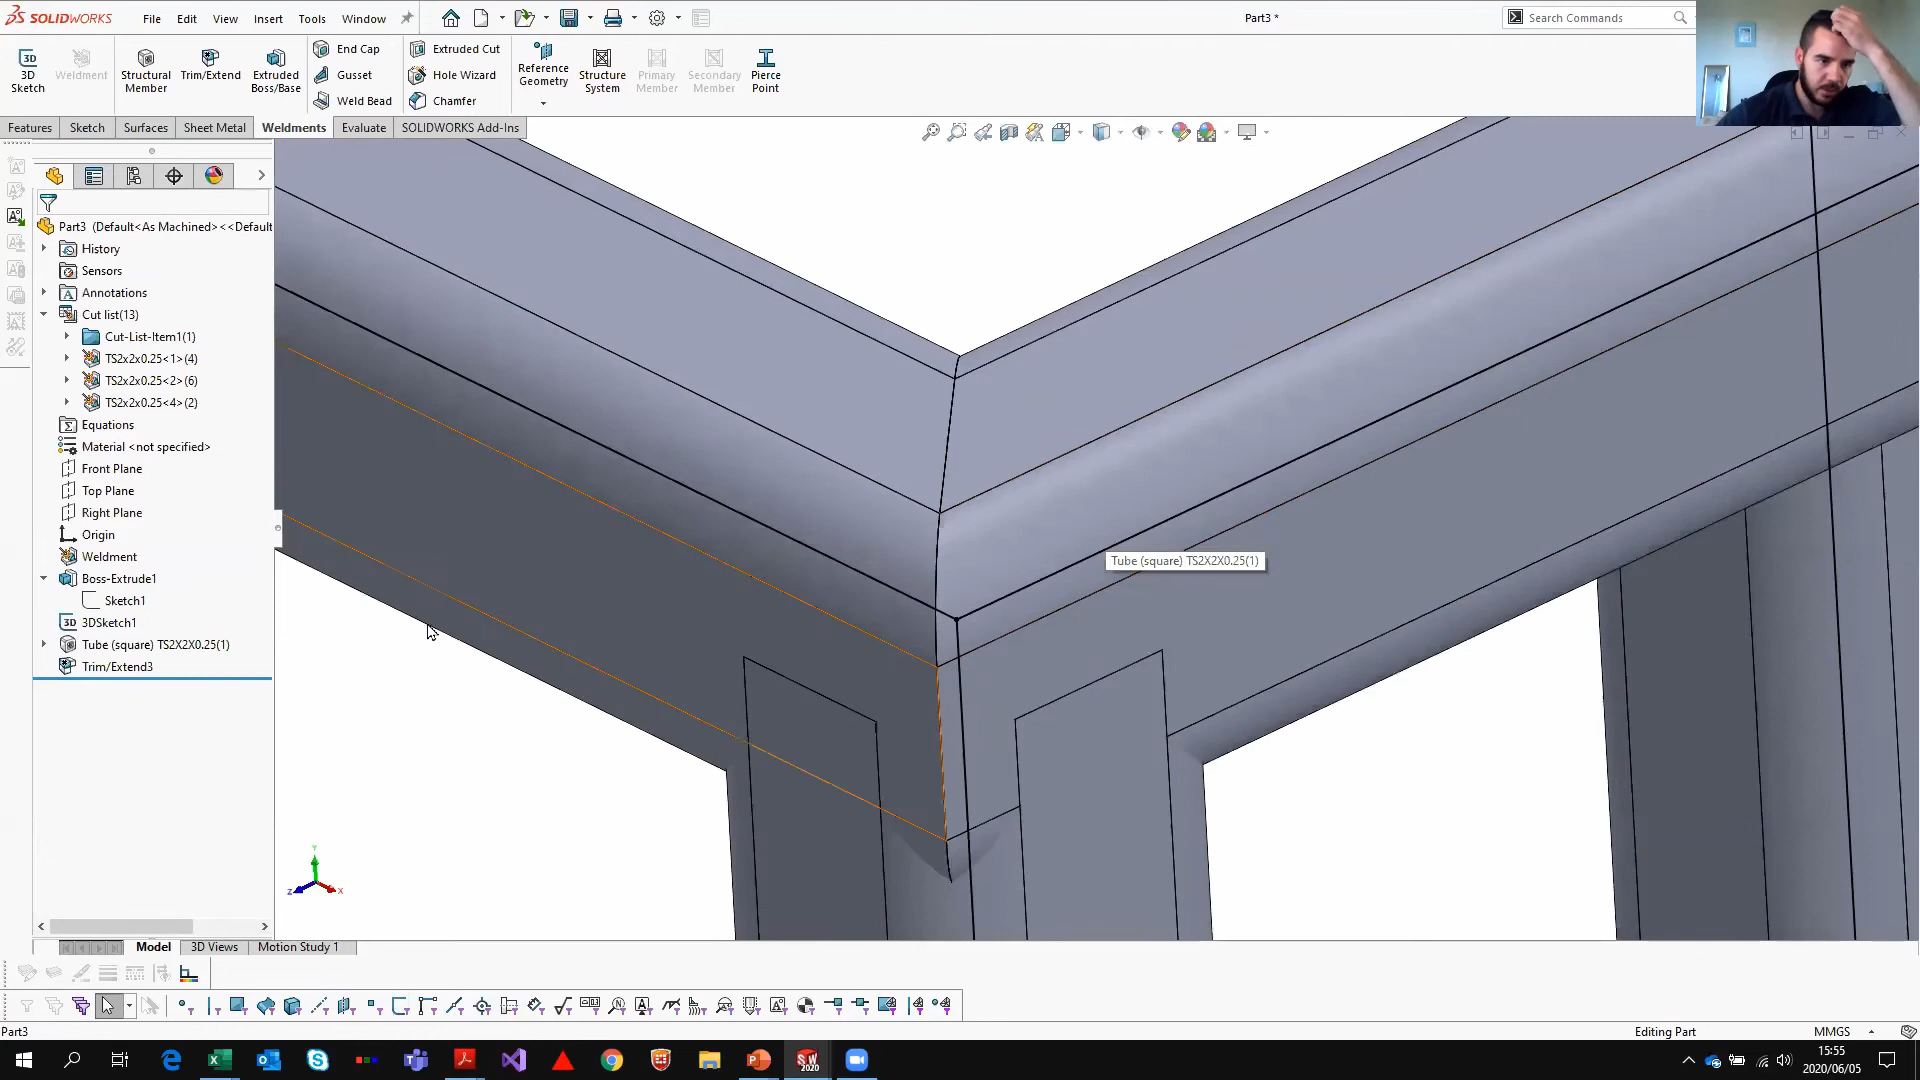 SOLIDWORKS File Edit View Insert Tools Window Part3 * Search Commands
3D Sketch
Weldment
Structural Member
Trim/Extend
Extruded Boss/Base
End Cap
Gusset
Weld Bead
Extruded Cut
Hole Wizard
Chamfer
Reference Geometry
Structure System
Primary Member
Secondary Member
Pierce Point
Features Sketch Surfaces Sheet Metal Weldments Evaluate SOLIDWORKS Add-Ins
Part3 (Default<As Machined><<Default
History
Sensors
Annotations
Cut list(13)
Cut-List-Item1(1)
TS2x2x0.25<1>(4)
TS2x2x0.25<2>(6)
TS2x2x0.25<4>(2)
Equations
Material <not specified>
Front Plane
Top Plane
Right Plane
Origin
Weldment
Boss-Extrude1
Sketch1
3D 3DSketch1
Tube (square) TS2X2X0.25(1)
Trim/Extend3
Tube (square) TS2X2X0.25(1)
Y
Z X
Model 3D Views Motion Study 1
Part3 Editing Part MMGS
SW 2020
15:55
2020/06/05